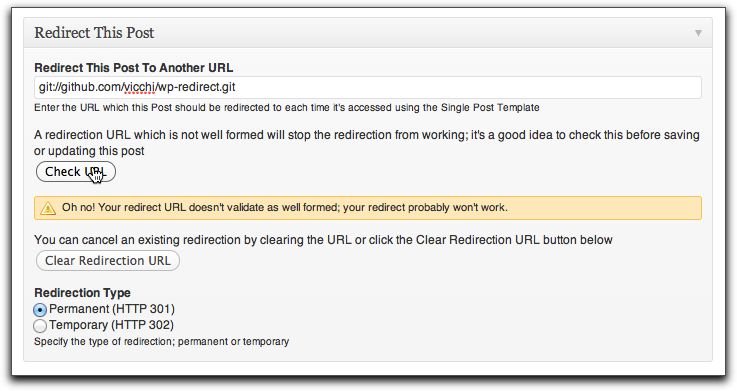 Redirect This Post
Redirect This Post To Another URL
git://github.com/vicchi/wp-redirect.git
Enter the URL which this Post should be redirected to each time it's accessed using the Single Post Template
A redirection URL which is not well formed will stop the redirection from working; it's a good idea to check this before saving
or updating this post
Check URL
Oh no! Your redirect URL doesn't validate as well formed; your redirect probably won't work.
You can cancel an existing redirection by clearing the URL or click the Clear Redirection URL button below
Clear Redirection URL
Redirection Type
Permanent (HTTP 301)
Temporary (HTTP 302)
Specify the type of redirection; permanent or temporary